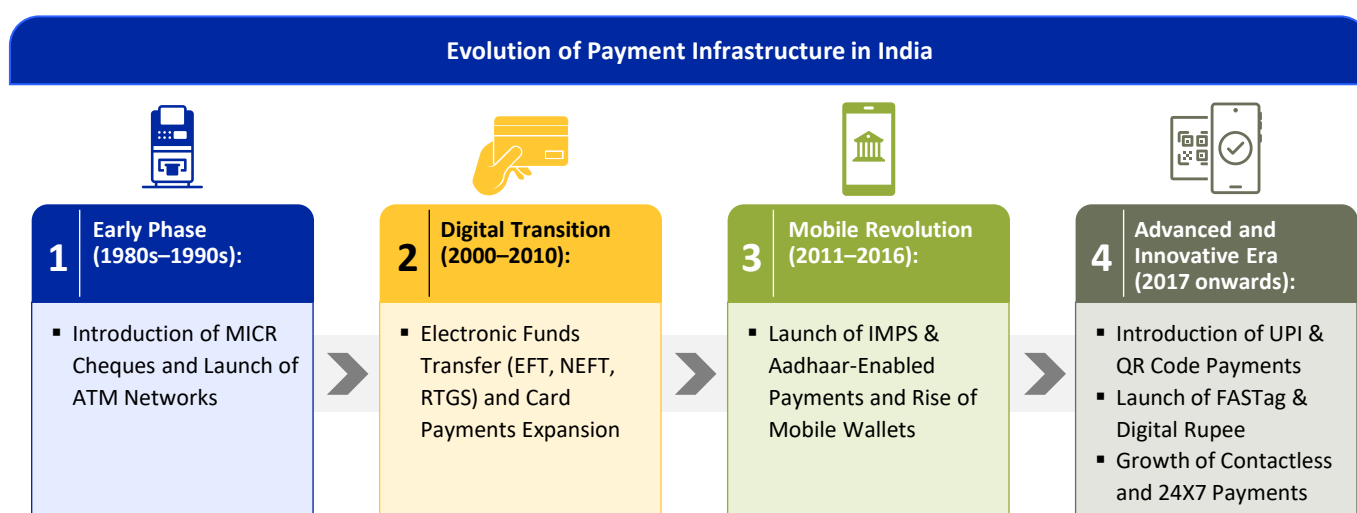 Evolution of Payment Infrastructure in India
1
Early Phase
(1980s–1990s):
▪ Introduction of MICR
Cheques and Launch of
ATM Networks
2
Digital Transition
(2000–2010):
▪ Electronic Funds
Transfer (EFT, NEFT,
RTGS) and Card
Payments Expansion
3
Mobile Revolution
(2011–2016):
▪ Launch of IMPS &
Aadhaar-Enabled
Payments and Rise of
Mobile Wallets
4
Advanced and
Innovative Era
(2017 onwards):
▪ Introduction of UPI &
QR Code Payments
▪ Launch of FASTag &
Digital Rupee
▪ Growth of Contactless
and 24X7 Payments